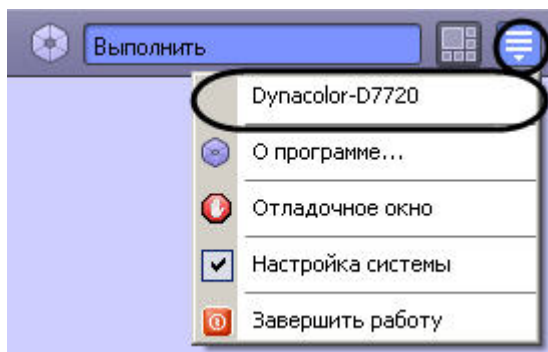 Выполнить
Dynacolor-D7720
О программе...
Отладочное окно
Настройка системы
Завершить работу